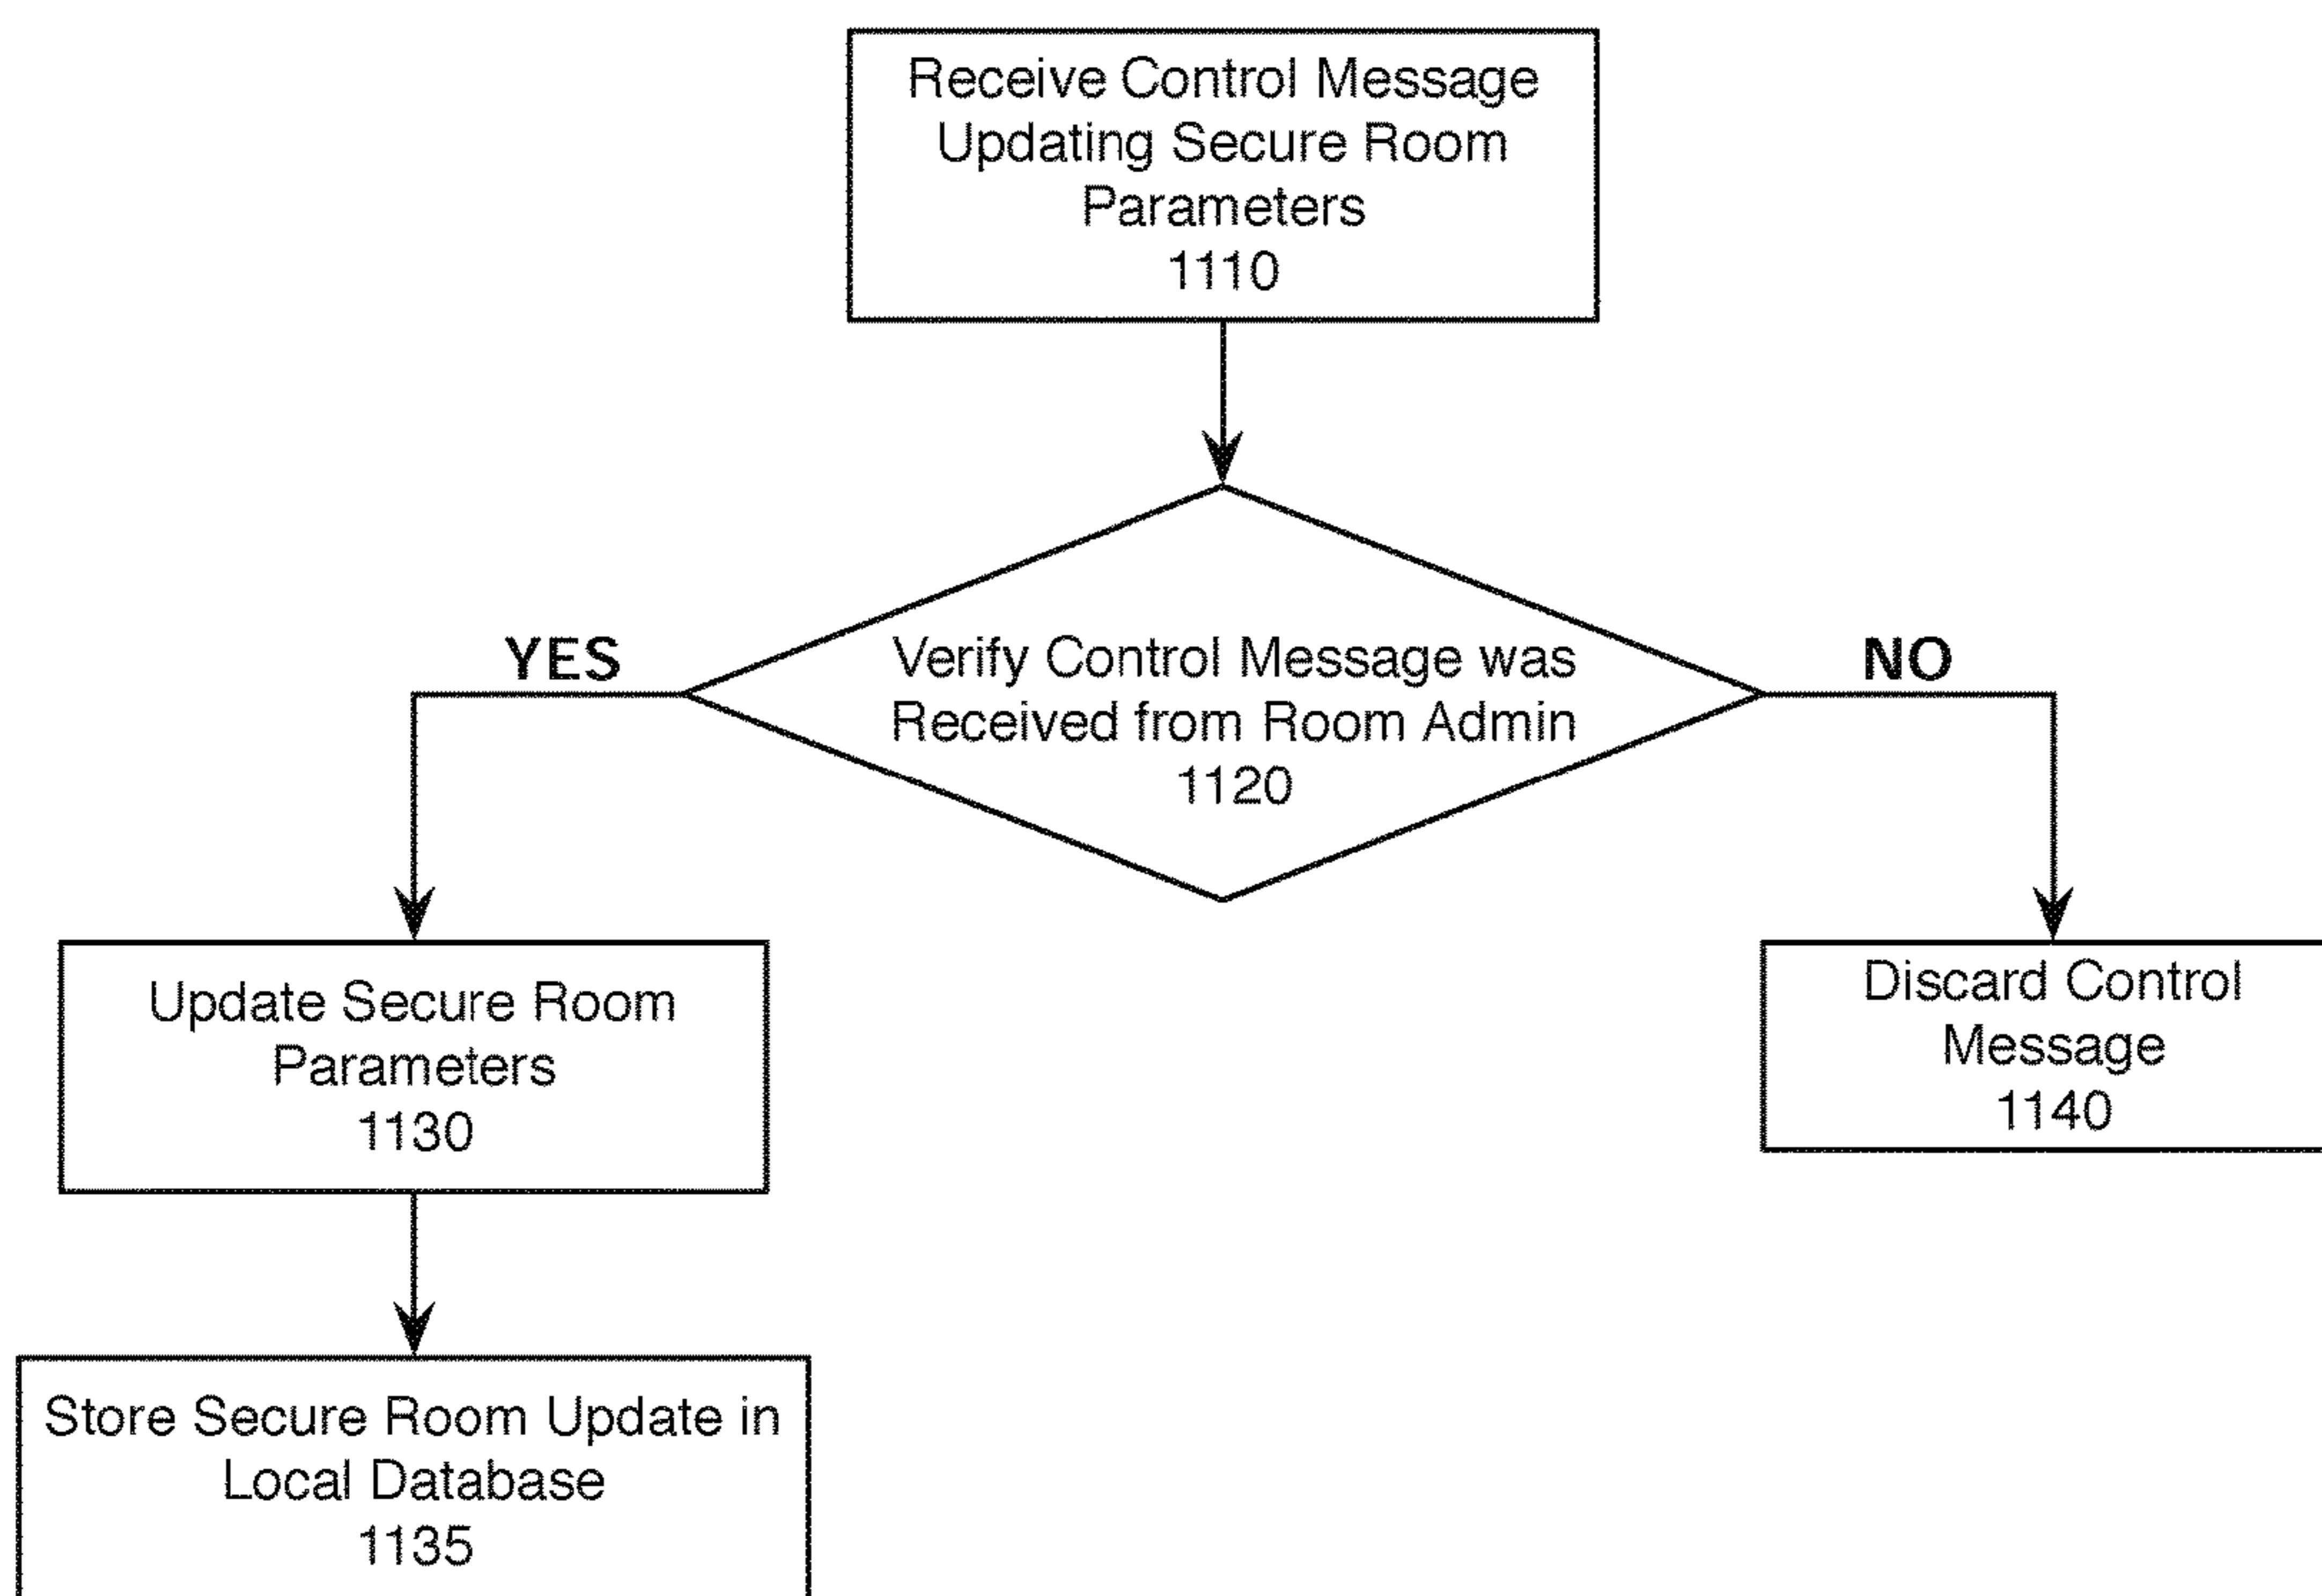 Receive Control Message
Updating Secure Room
Parameters
1110
YES
Verify Control Message was
Received from Room Admin
1120
NO
Update Secure Room
Parameters
1130
Discard Control
Message
1140
Store Secure Room Update in
Local Database
1135